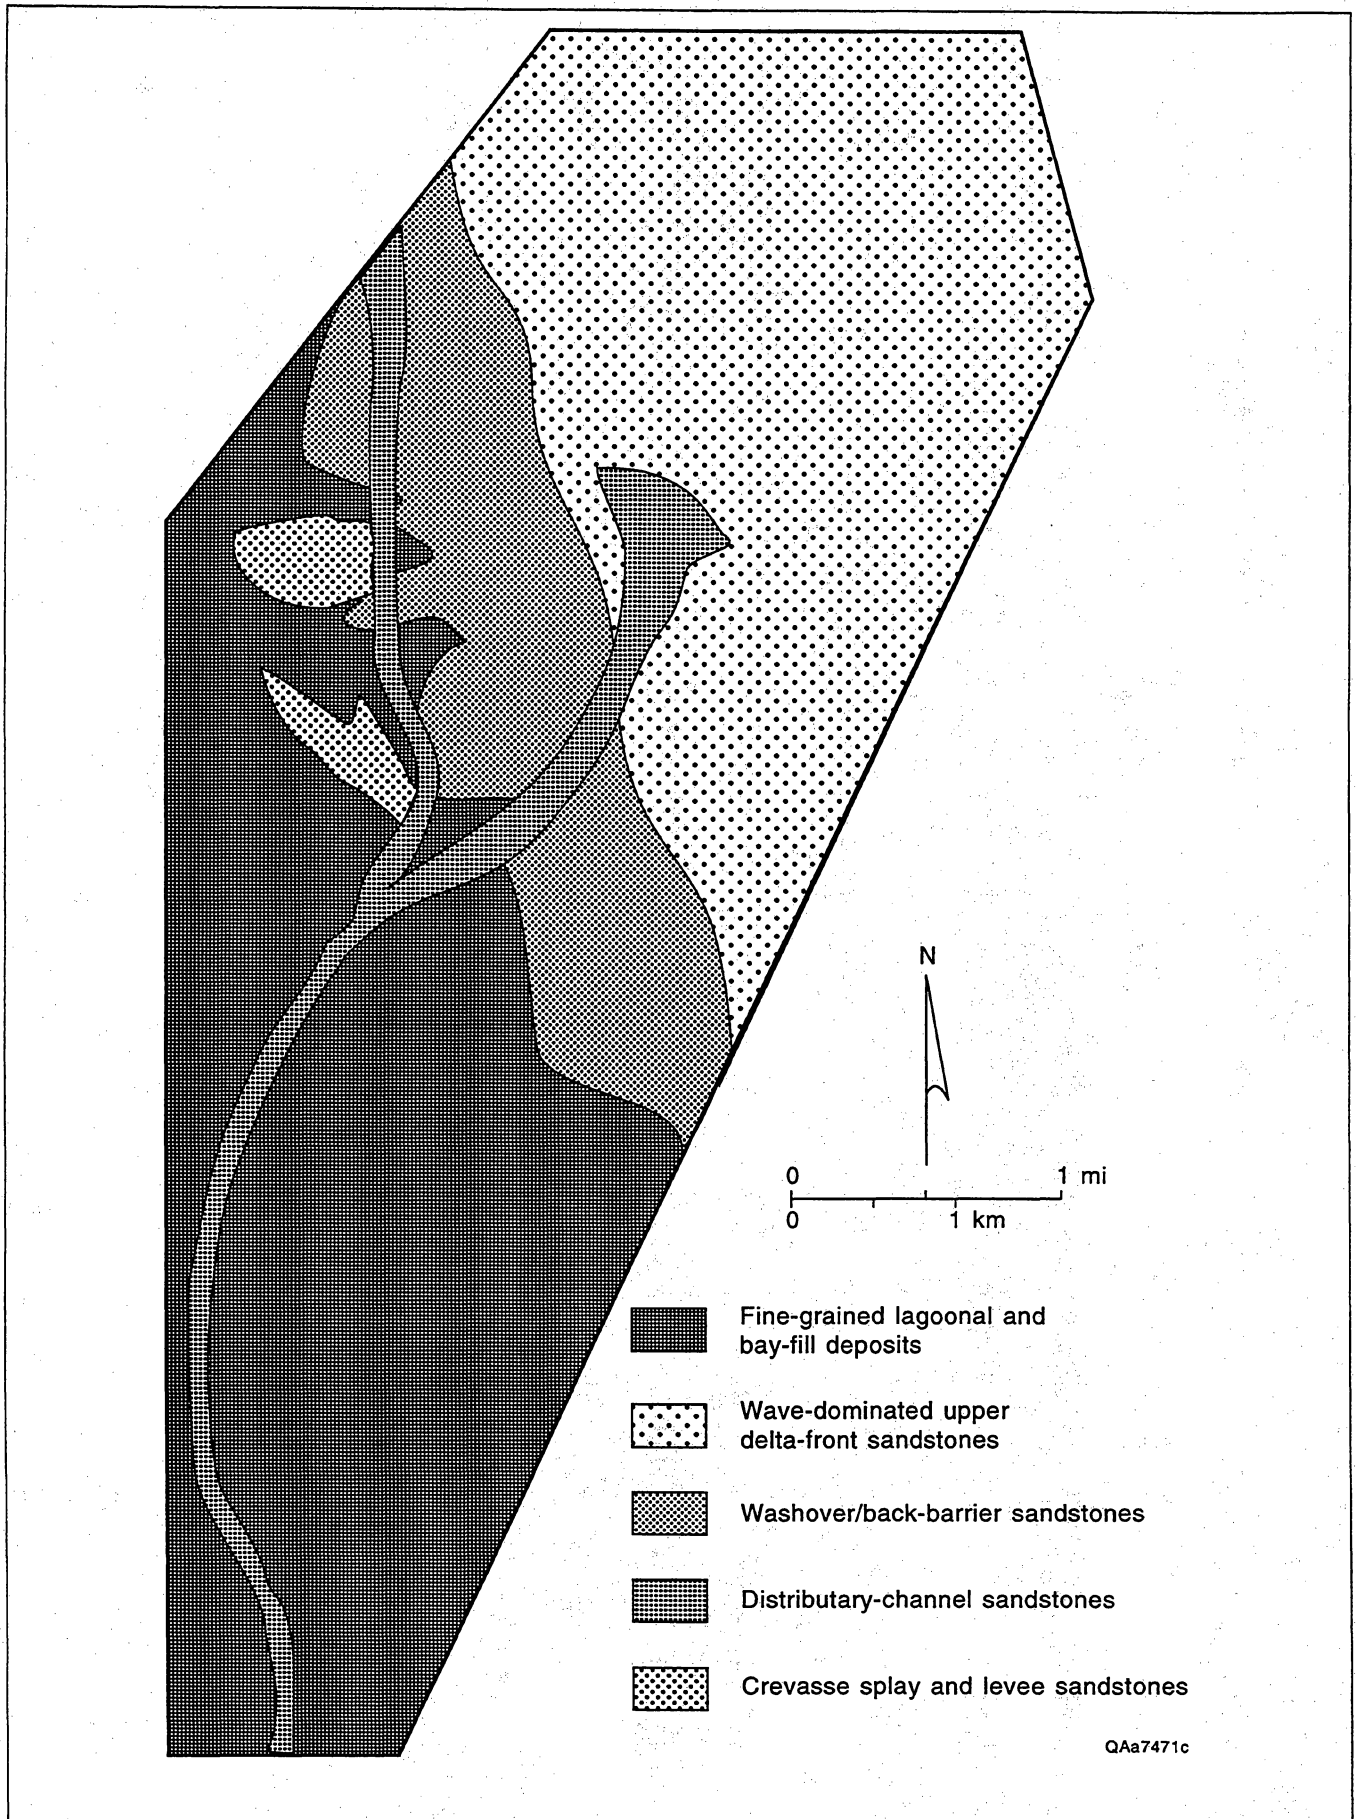 N
0 1 mi
0 1 km
Fine-grained lagoonal and
bay-fill deposits
Wave-dominated upper
delta-front sandstones
Washover/back-barrier sandstones
Distributary-channel sandstones
Crevasse splay and levee sandstones
QAa7471c